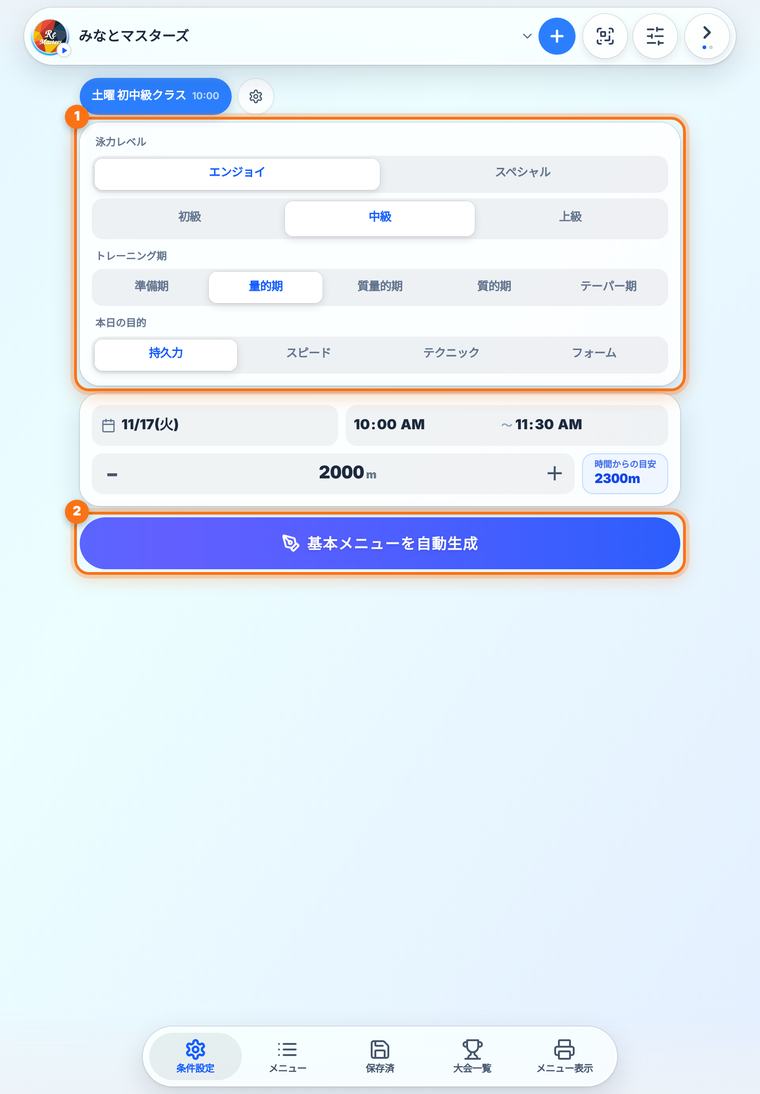 みなとマスターズ
土曜 初中級クラス 10:00
1
泳力レベル
エンジョイ スペシャル
初級 中級 上級
トレーニング期
準備期 量的期 質量的期 質的期 テーパー期
本日の目的
持久力 スピード テクニック フォーム
11/17(火) 10:00 AM ～11:30 AM
− 2000m + 時間からの目安
2300m
2
基本メニューを自動生成
条件設定 メニュー 保存済 大会一覧 メニュー表示